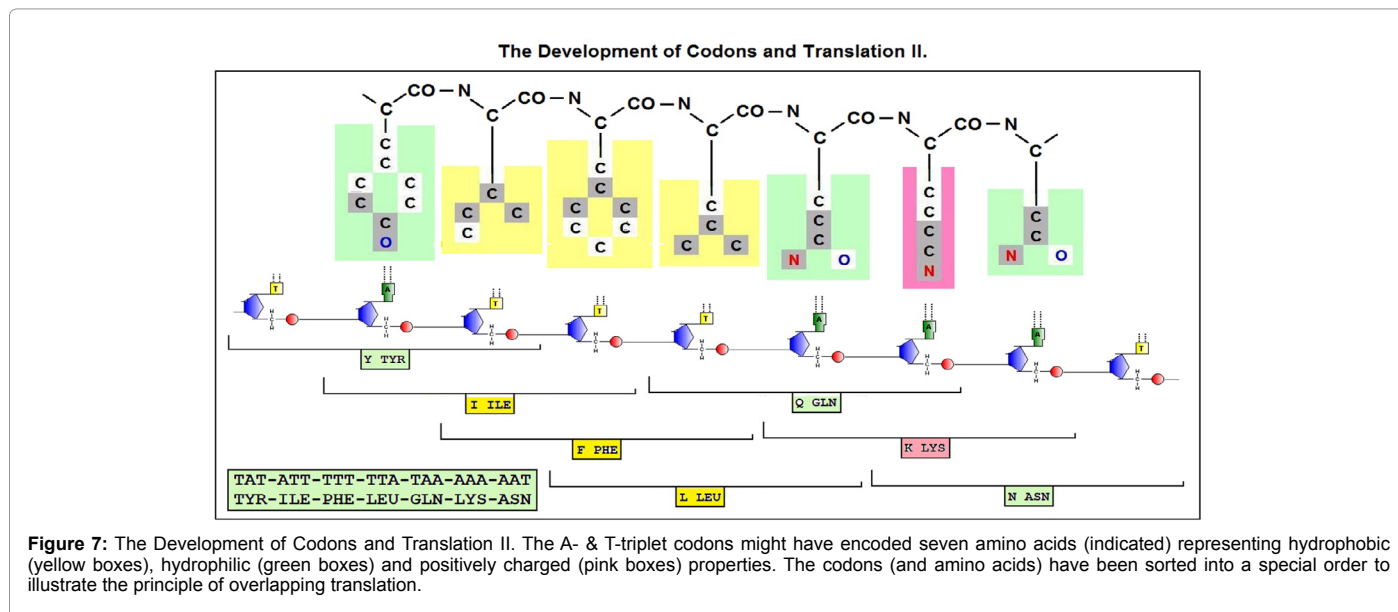 The Development of Codons and Translation II.
CO – N CO – N CO – N CO – N CO – N CO – N
C C C C C C C
C C C C C C C
C C C C C C C
C C C C C C C C C C C C C
C C C C C C C C C N O C N O
C C C C N
O
T A T T T A A A T
H-C-H H-C-H H-C-H H-C-H H-C-H H-C-H H-C-H H-C-H H-C-H
Y TYR
I ILE Q GLN
F PHE K LYS
TAT-ATT-TTT-TTA-TAA-AAA-AAT
TYR-ILE-PHE-LEU-GLN-LYS-ASN
L LEU N ASN
Figure 7: The Development of Codons and Translation II. The A- & T-triplet codons might have encoded seven amino acids (indicated) representing hydrophobic
(yellow boxes), hydrophilic (green boxes) and positively charged (pink boxes) properties. The codons (and amino acids) have been sorted into a special order to
illustrate the principle of overlapping translation.